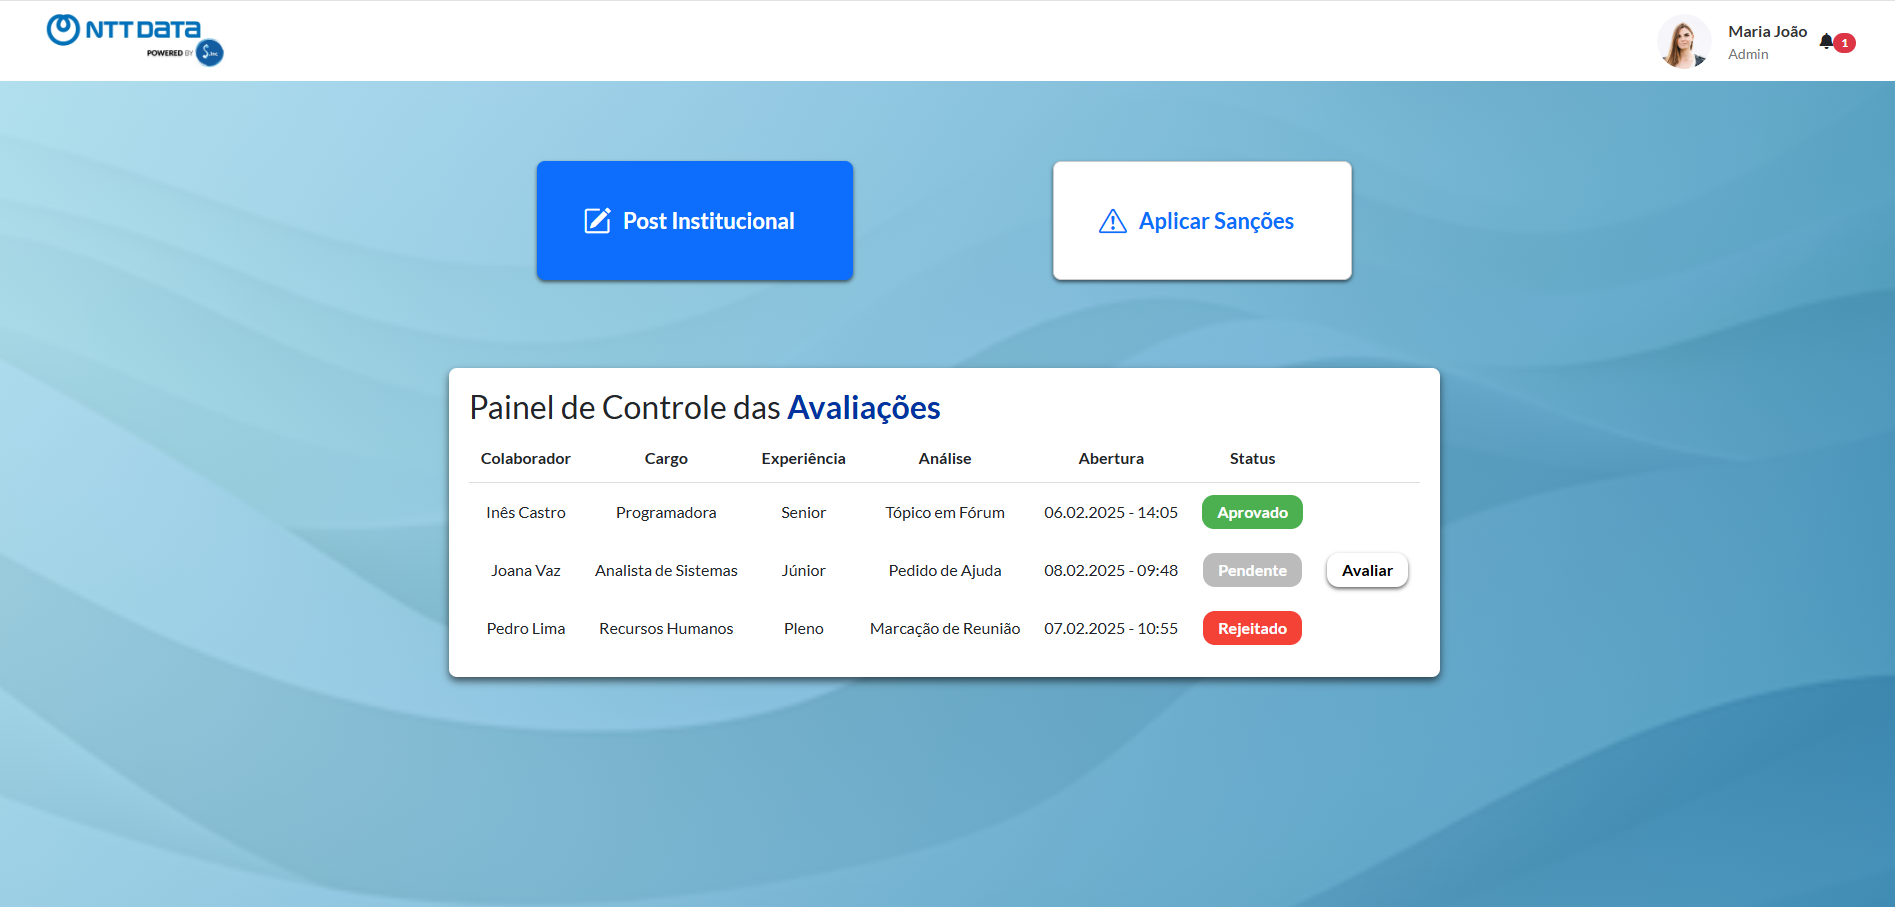 NTT DATA
POWERED BY S.Inc
Maria João
Admin
1
Post Institucional
Aplicar Sanções
Painel de Controle das Avaliações
Colaborador Cargo Experiência Análise Abertura Status
Inês Castro Programadora Senior Tópico em Fórum 06.02.2025 - 14:05 Aprovado
Joana Vaz Analista de Sistemas Júnior Pedido de Ajuda 08.02.2025 - 09:48 Pendente Avaliar
Pedro Lima Recursos Humanos Pleno Marcação de Reunião 07.02.2025 - 10:55 Rejeitado